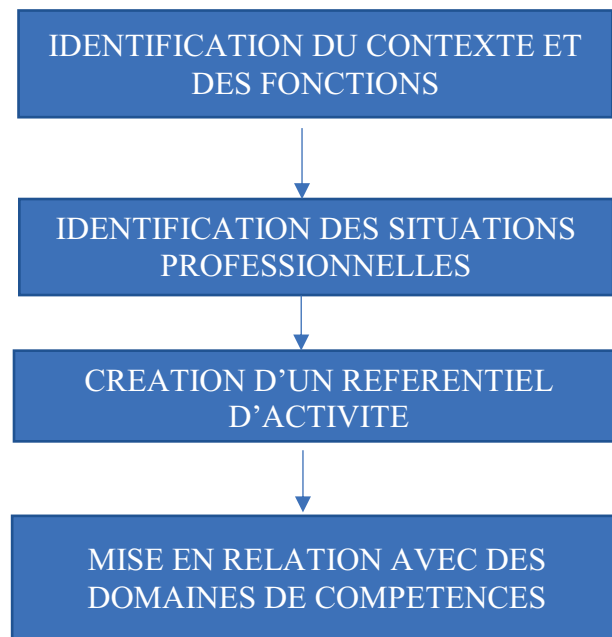 IDENTIFICATION DU CONTEXTE ET
DES FONCTIONS
IDENTIFICATION DES SITUATIONS
PROFESSIONNELLES
CREATION D’UN REFERENTIEL
D’ACTIVITE
MISE EN RELATION AVEC DES
DOMAINES DE COMPETENCES